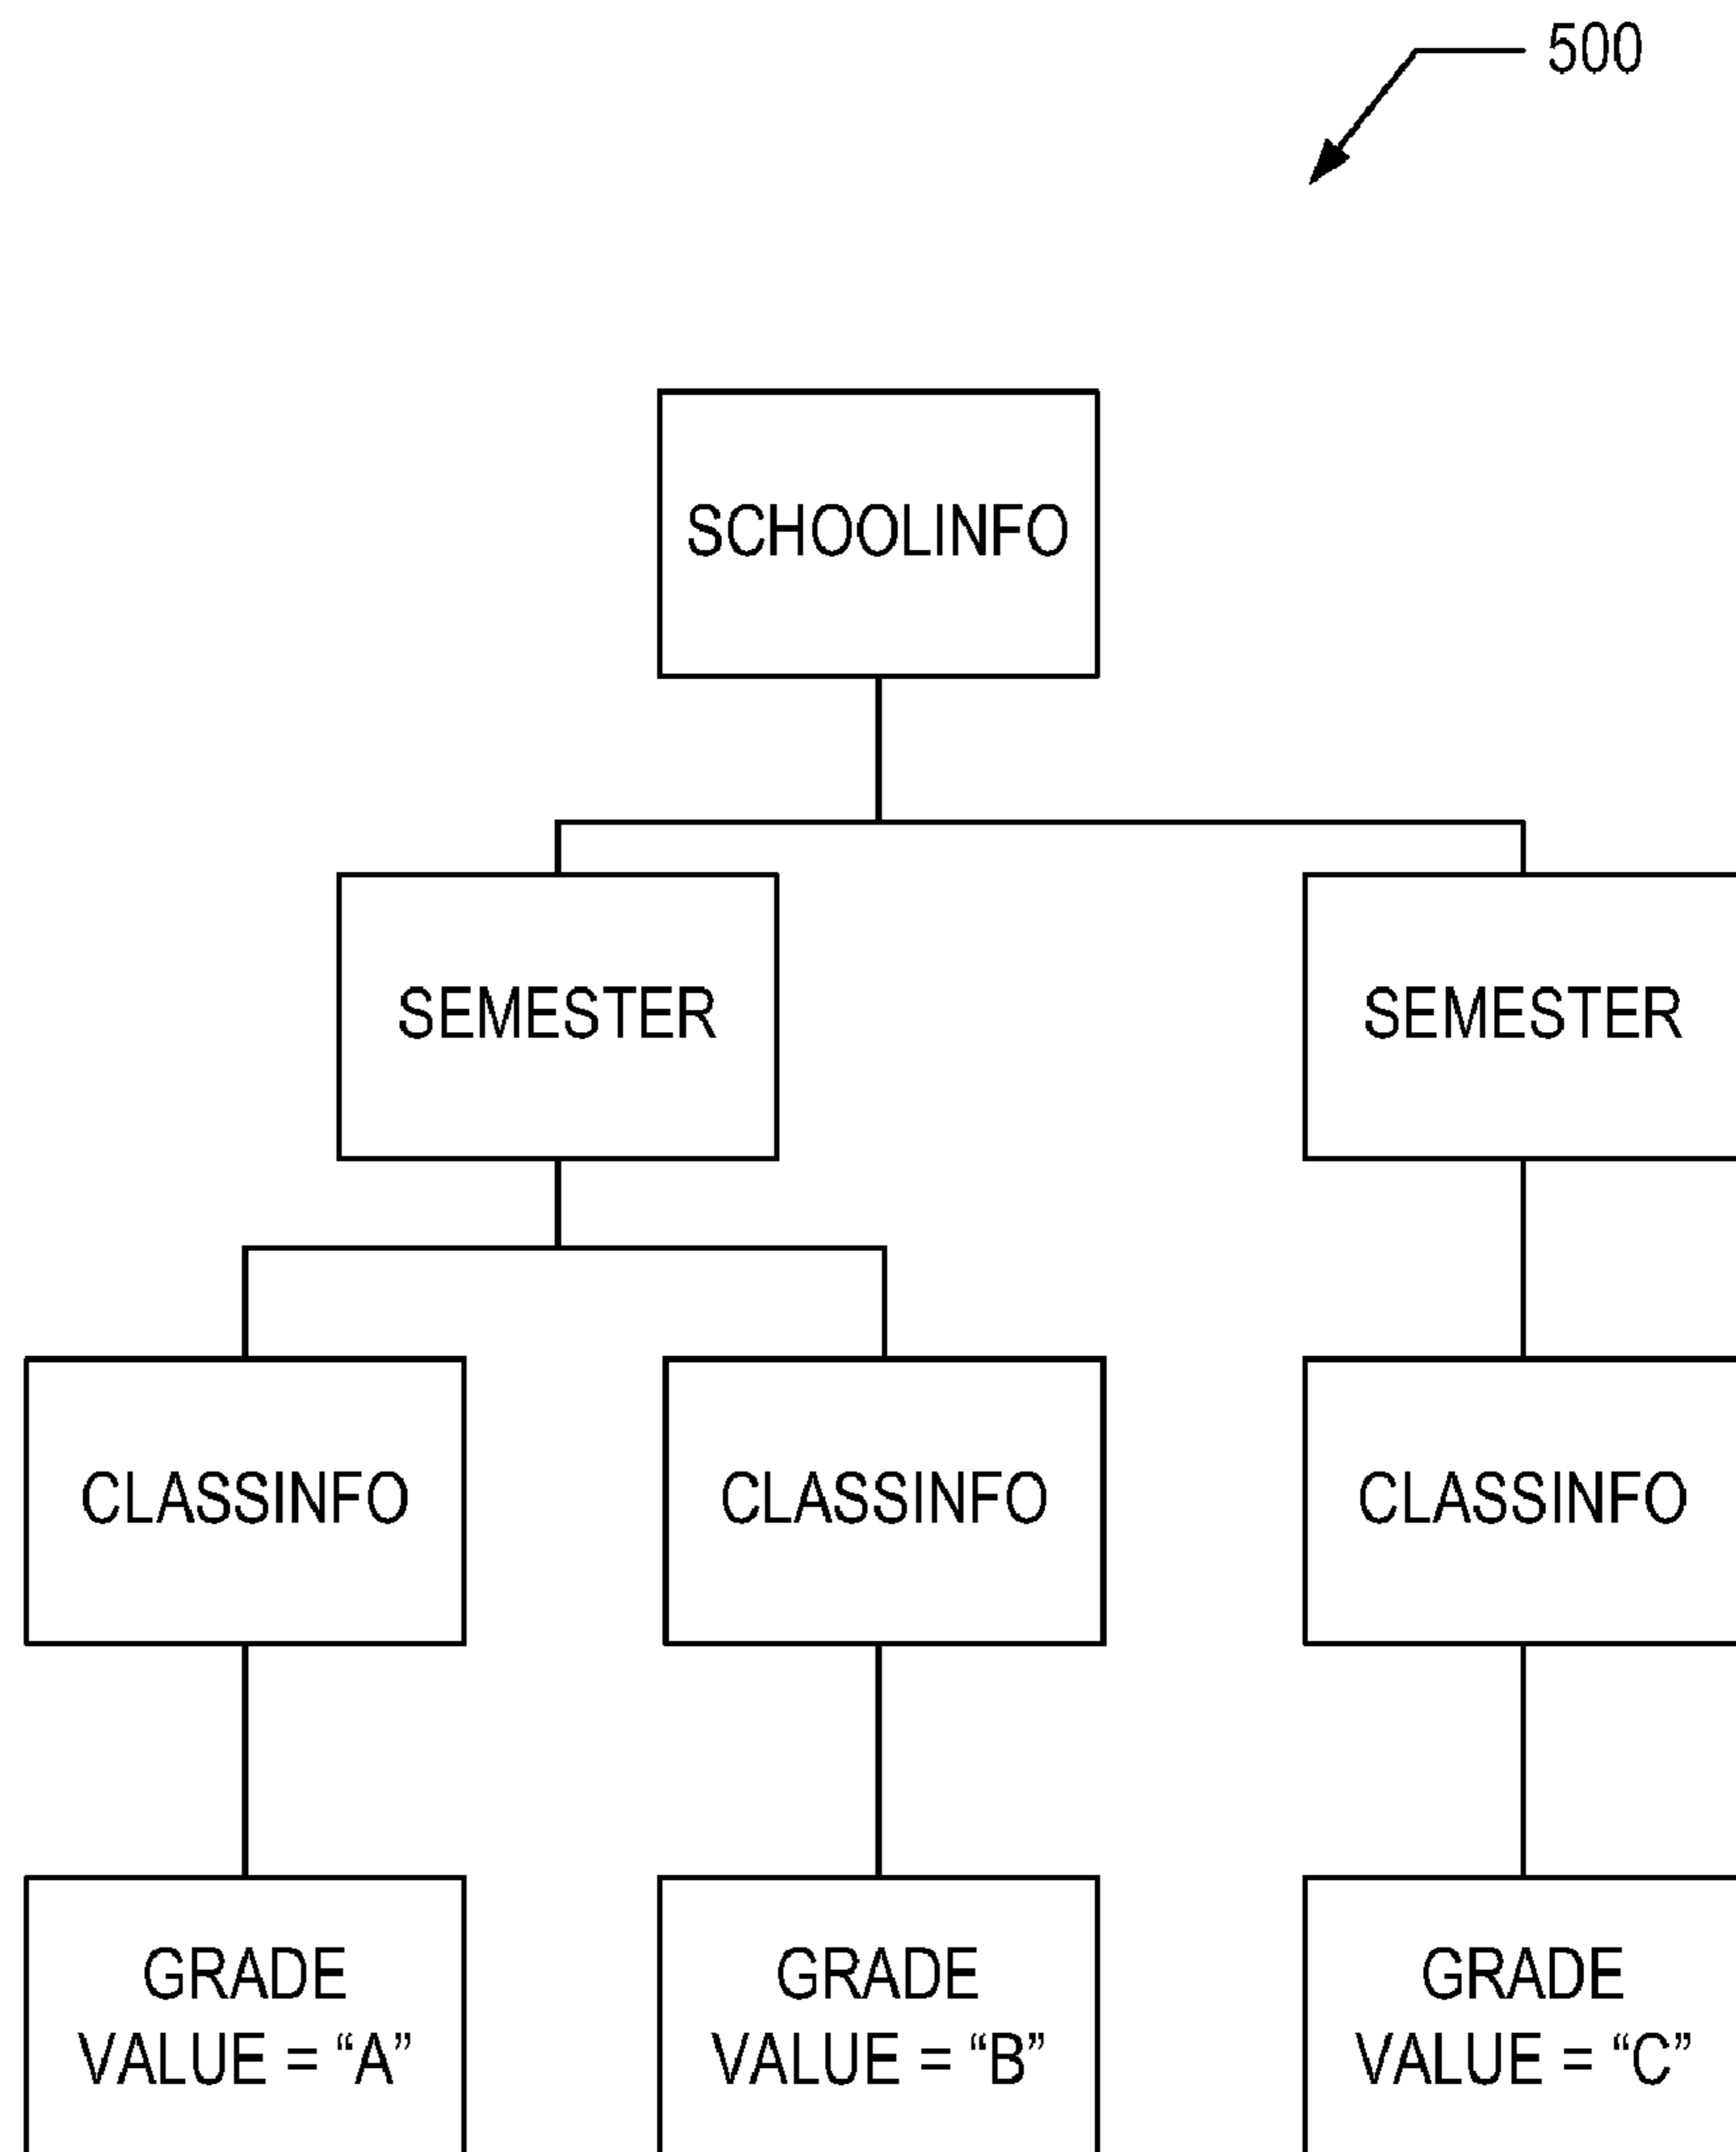 500
SCHOOLINFO
SEMESTER
SEMESTER
CLASSINFO
CLASSINFO
CLASSINFO
GRADE
VALUE = “A”
GRADE
VALUE = “B”
GRADE
VALUE = “C”